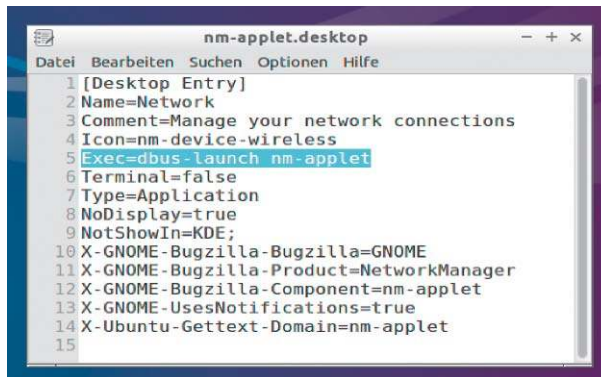 nm-applet.desktop
Datei Bearbeiten Suchen Optionen Hilfe
1 [Desktop Entry]
2 Name=Network
3 Comment=Manage your network connections
4 Icon=nm-device-wireless
5 Exec=dbus-launch nm-applet
6 Terminal=false
7 Type=Application
8 NoDisplay=true
9 NotShowIn=KDE;
10 X-GNOME-Bugzilla-Bugzilla=GNOME
11 X-GNOME-Bugzilla-Product=NetworkManager
12 X-GNOME-Bugzilla-Component=nm-applet
13 X-GNOME-UsesNotifications=true
14 X-Ubuntu-Gettext-Domain=nm-applet
15